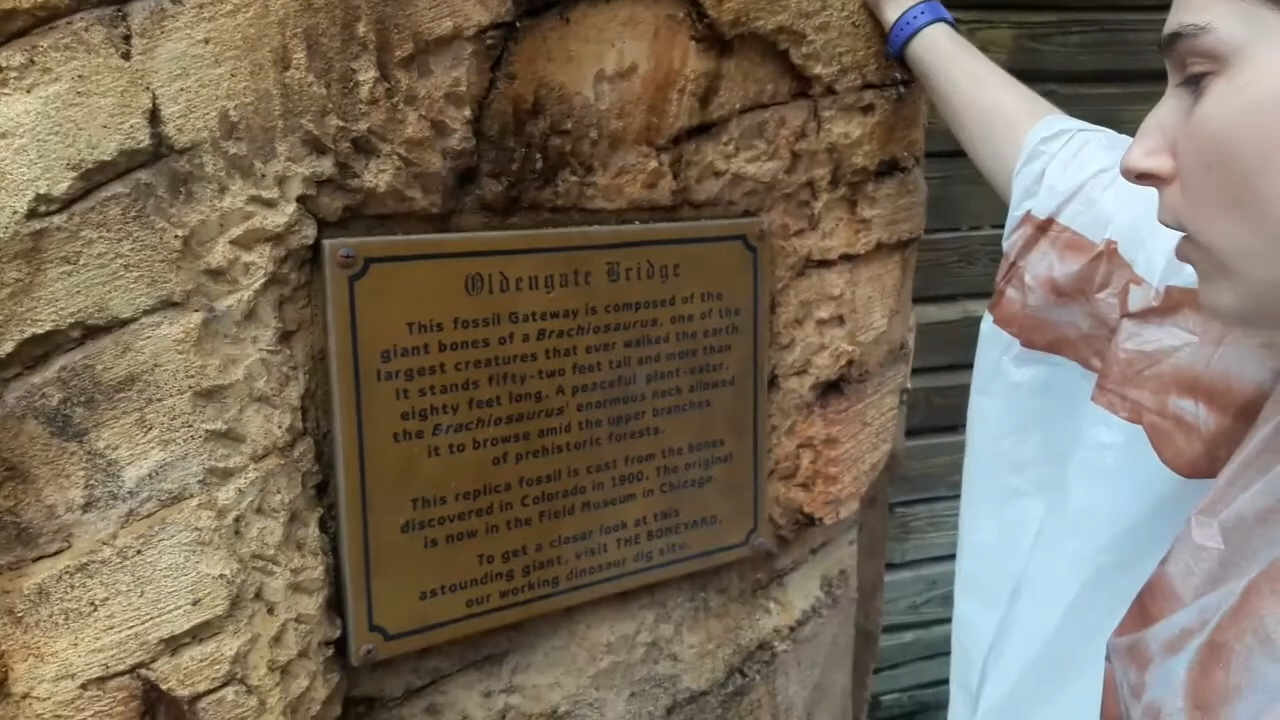 Oldengate Bridge
This fossil Gateway is composed of the
giant bones of a Brachiosaurus, one of the
largest creatures that ever walked the earth.
It stands fifty-two feet tall and more than
eighty feet long. A peaceful plant-eater,
the Brachiosaurus' enormous neck allowed
it to browse amid the upper branches
of prehistoric forests.
This replica fossil is cast from the bones
discovered in Colorado in 1900. The original
is now in the Field Museum in Chicago.
To get a closer look at this
astounding giant, visit THE BONEYARD,
our working dinosaur dig site.